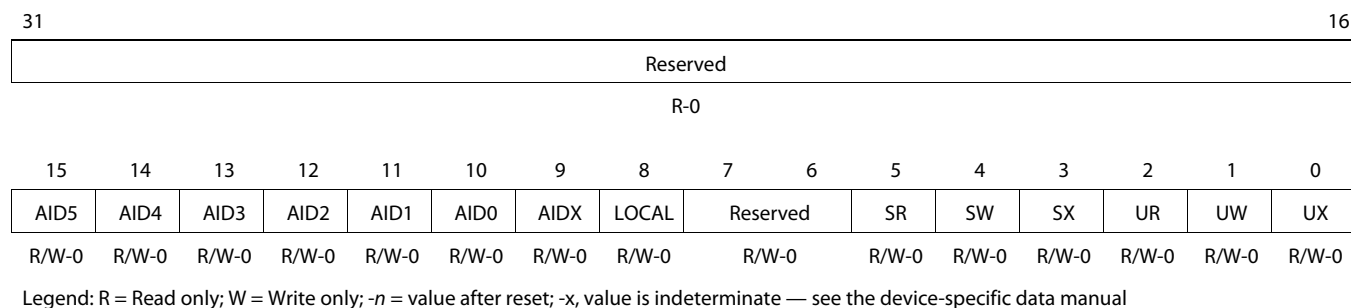 31 16
Reserved
R-0
15 14 13 12 11 10 9 8 7 6 5 4 3 2 1 0
AID5 AID4 AID3 AID2 AID1 AID0 AIDX LOCAL Reserved SR SW SX UR UW UX
R/W-0 R/W-0 R/W-0 R/W-0 R/W-0 R/W-0 R/W-0 R/W-0 R/W-0 R/W-0 R/W-0 R/W-0 R/W-0 R/W-0 R/W-0
Legend: R = Read only; W = Write only; -n = value after reset; -x, value is indeterminate — see the device-specific data manual